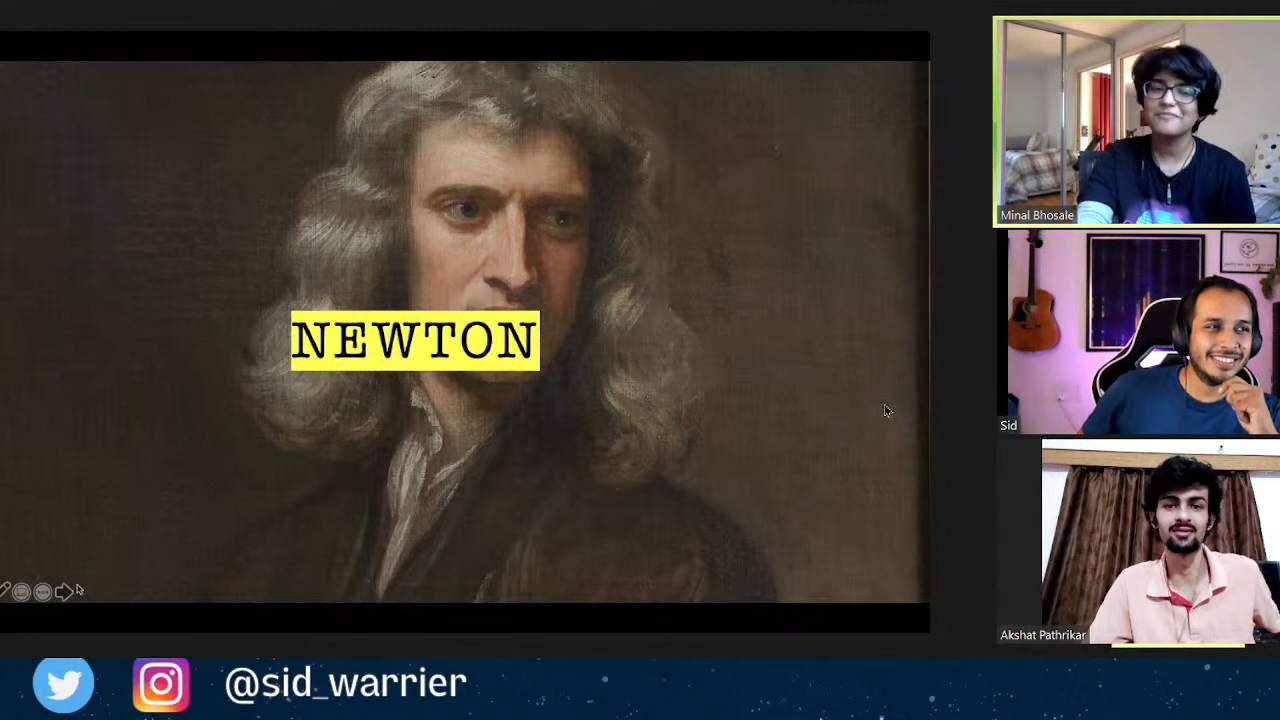 NEWTON
Minal Bhosale
Sid
Akshat Pathrikar
@sid_warrier